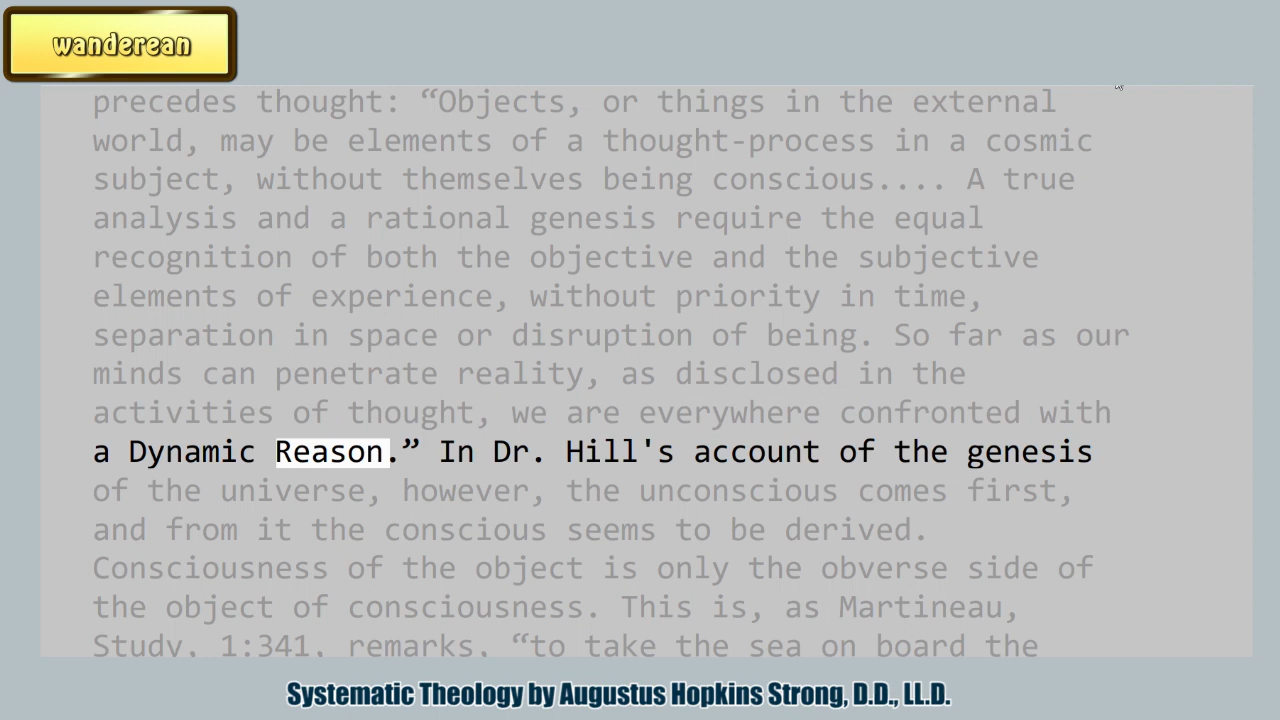 wanderean
precedes thought: “Objects, or things in the external
world, may be elements of a thought-process in a cosmic
subject, without themselves being conscious.... A true
analysis and a rational genesis require the equal
recognition of both the objective and the subjective
elements of experience, without priority in time,
separation in space or disruption of being. So far as our
minds can penetrate reality, as disclosed in the
activities of thought, we are everywhere confronted with
a Dynamic Reason.” In Dr. Hill's account of the genesis
of the universe, however, the unconscious comes first,
and from it the conscious seems to be derived.
Consciousness of the object is only the obverse side of
the object of consciousness. This is, as Martineau,
Study, 1:341, remarks, “to take the sea on board the
Systematic Theology by Augustus Hopkins Strong, D.D., LL.D.